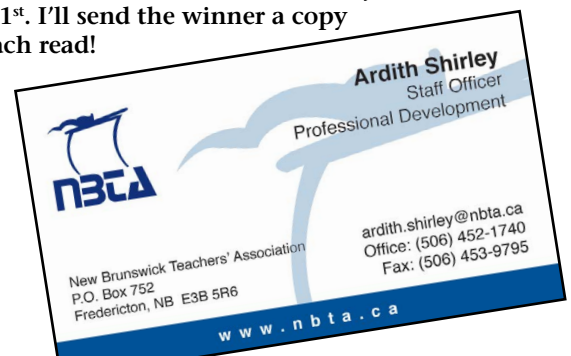 1st. I’ll send the winner a copy
ach read!
Ardith Shirley
Staff Officer
Professional Development
NBTA
ardith.shirley@nbta.ca
Office: (506) 452-1740
Fax: (506) 453-9795
New Brunswick Teachers’ Association
P.O. Box 752
Fredericton, NB E3B 5R6
www.nbta.ca